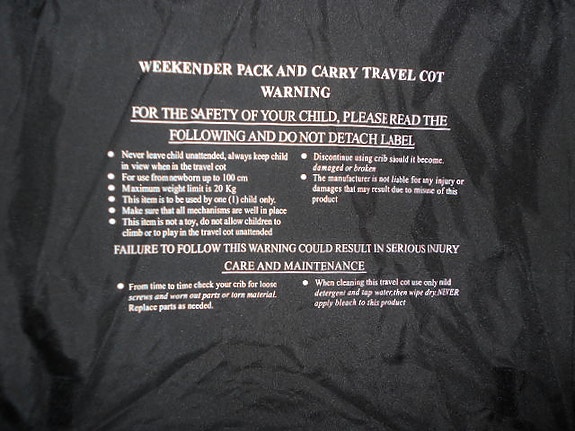 WEEKENDER PACK AND CARRY TRAVEL COT
WARNING
FOR THE SAFETY OF YOUR CHILD, PLEASE READ THE
FOLLOWING AND DO NOT DETACH LABEL
• Never leave child unattended, always keep child
in view when in the travel cot
• For use from newborn up to 100 cm
• Maximum weight limit is 20 Kg
• This item is to be used by one (1) child only.
• Make sure that all mechanisms are well in place
• This item is not a toy, do not allow children to
climb or to play in the travel cot unattended
• Discontinue using crib should it become.
damaged or broken
• The manufacturer is not liable for any injury or
damages that may result due to misuse of this
product
FAILURE TO FOLLOW THIS WARNING COULD RESULT IN SERIOUS INJURY
CARE AND MAINTENANCE
• From time to time check your crib for loose
screws and worn out parts or torn material.
Replace parts as needed.
• When cleaning this travel cot use only mild
detergent and tap water,then wipe dry.NEVER
apply bleach to this product